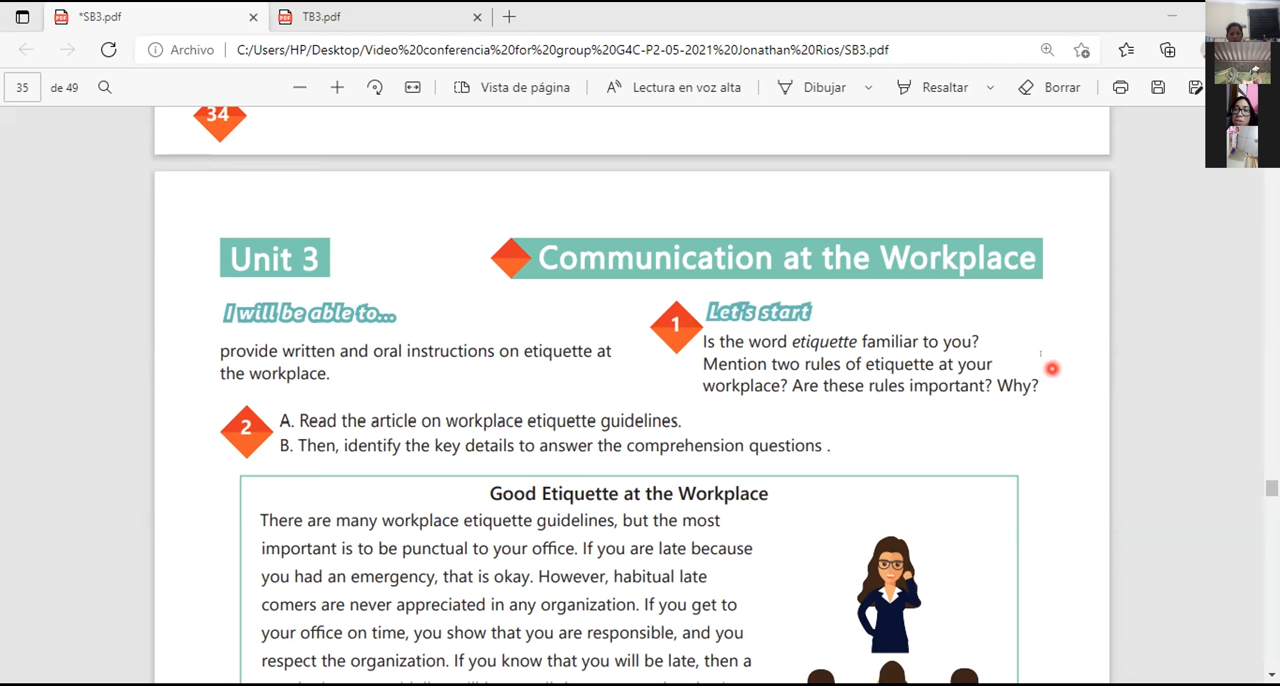 *SB3.pdf
TB3.pdf
Archivo
C:/Users/HP/Desktop/Video%20conferencia%20for%20group%20G4C-P2-05-2021%20Jonathan%20Rios/SB3.pdf
35
de 49
Vista de página
Lectura en voz alta
Dibujar
Resaltar
Borrar
34
Unit 3
Communication at the Workplace
I will be able to...
provide written and oral instructions on etiquette at
the workplace.
1
Let's start
Is the word etiquette familiar to you?
Mention two rules of etiquette at your
workplace? Are these rules important? Why?
2
A. Read the article on workplace etiquette guidelines.
B. Then, identify the key details to answer the comprehension questions .
Good Etiquette at the Workplace
There are many workplace etiquette guidelines, but the most
important is to be punctual to your office. If you are late because
you had an emergency, that is okay. However, habitual late
comers are never appreciated in any organization. If you get to
your office on time, you show that you are responsible, and you
respect the organization. If you know that you will be late, then a